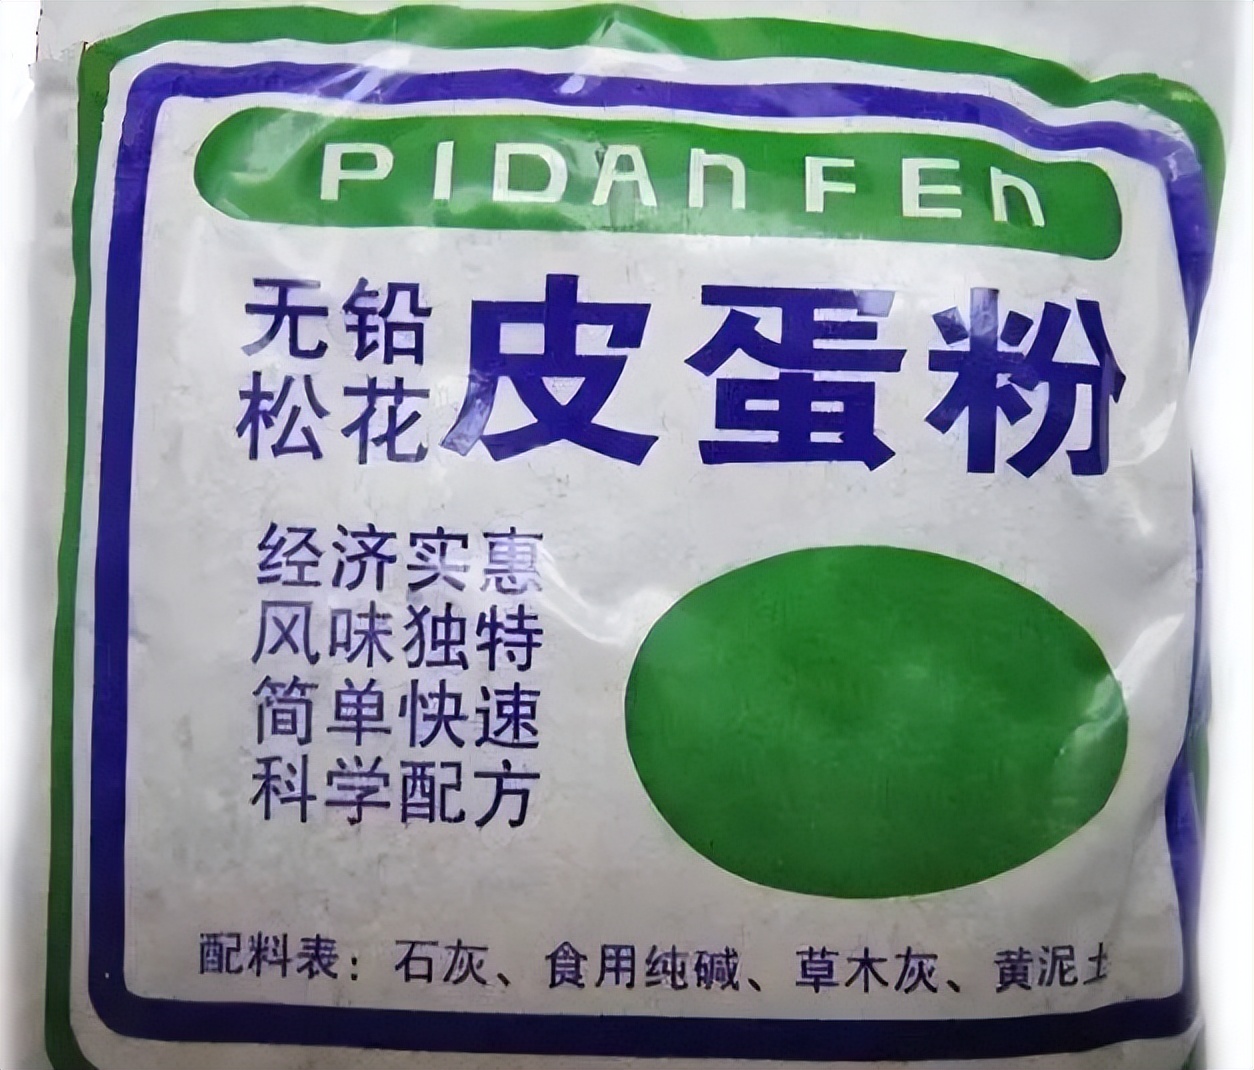 PIDAn FEn
无铅
松花
皮蛋粉
经济实惠
风味独特
简单快速
科学配方
配料表：石灰、食用纯碱、草木灰、黄泥土